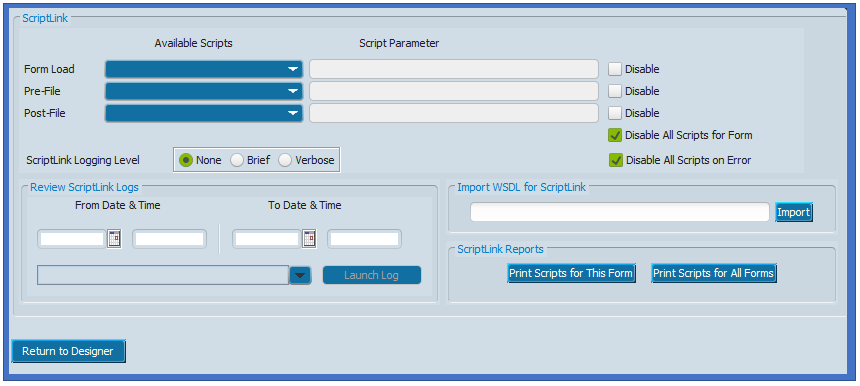 ScriptLink
Available Scripts Script Parameter
Form Load Disable
Pre-File Disable
Post-File Disable
Disable All Scripts for Form
ScriptLink Logging Level None Brief Verbose Disable All Scripts on Error
Review ScriptLink Logs
From Date & Time To Date & Time
Launch Log
Import WSDL for ScriptLink
Import
ScriptLink Reports
Print Scripts for This Form Print Scripts for All Forms
Return to Designer